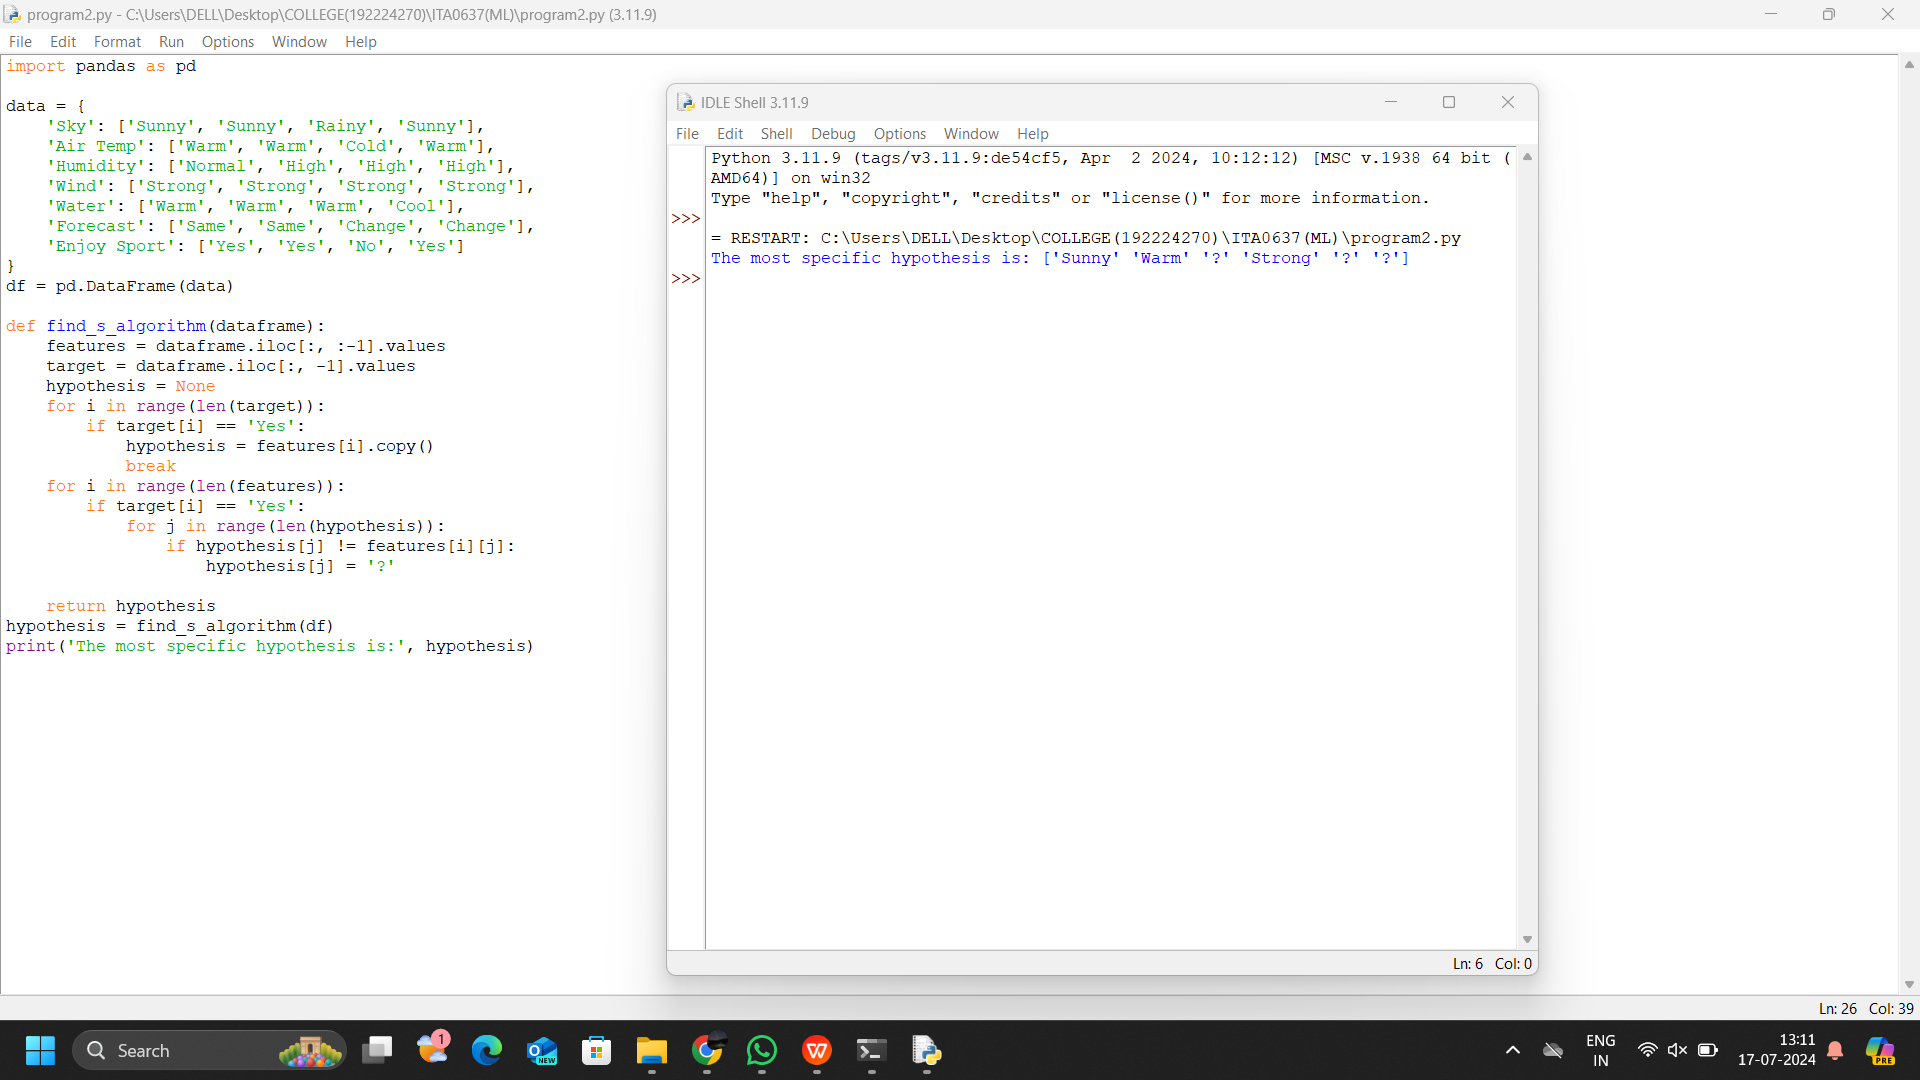 program2.py - C:\Users\DELL\Desktop\COLLEGE(192224270)\ITA0637(ML)\program2.py (3.11.9)
File Edit Format Run Options Window Help
import pandas as pd
data = {
    'Sky': ['Sunny', 'Sunny', 'Rainy', 'Sunny'],
    'Air Temp': ['Warm', 'Warm', 'Cold', 'Warm'],
    'Humidity': ['Normal', 'High', 'High', 'High'],
    'Wind': ['Strong', 'Strong', 'Strong', 'Strong'],
    'Water': ['Warm', 'Warm', 'Warm', 'Cool'],
    'Forecast': ['Same', 'Same', 'Change', 'Change'],
    'Enjoy Sport': ['Yes', 'Yes', 'No', 'Yes']
}
df = pd.DataFrame(data)
def find_s_algorithm(dataframe):
    features = dataframe.iloc[:, :-1].values
    target = dataframe.iloc[:, -1].values
    hypothesis = None
    for i in range(len(target)):
        if target[i] == 'Yes':
            hypothesis = features[i].copy()
            break
    for i in range(len(features)):
        if target[i] == 'Yes':
            for j in range(len(hypothesis)):
                if hypothesis[j] != features[i][j]:
                    hypothesis[j] = '?'
    return hypothesis
hypothesis = find_s_algorithm(df)
print('The most specific hypothesis is:', hypothesis)
IDLE Shell 3.11.9
File Edit Shell Debug Options Window Help
Python 3.11.9 (tags/v3.11.9:de54cf5, Apr  2 2024, 10:12:12) [MSC v.1938 64 bit (
AMD64)] on win32
Type "help", "copyright", "credits" or "license()" for more information.
>>>
= RESTART: C:\Users\DELL\Desktop\COLLEGE(192224270)\ITA0637(ML)\program2.py
The most specific hypothesis is: ['Sunny' 'Warm' '?' 'Strong' '?' '?']
>>>
Ln: 6 Col: 0
Ln: 26 Col: 39
Search
1
NEW
W
ENG
IN
13:11
17-07-2024
PRE